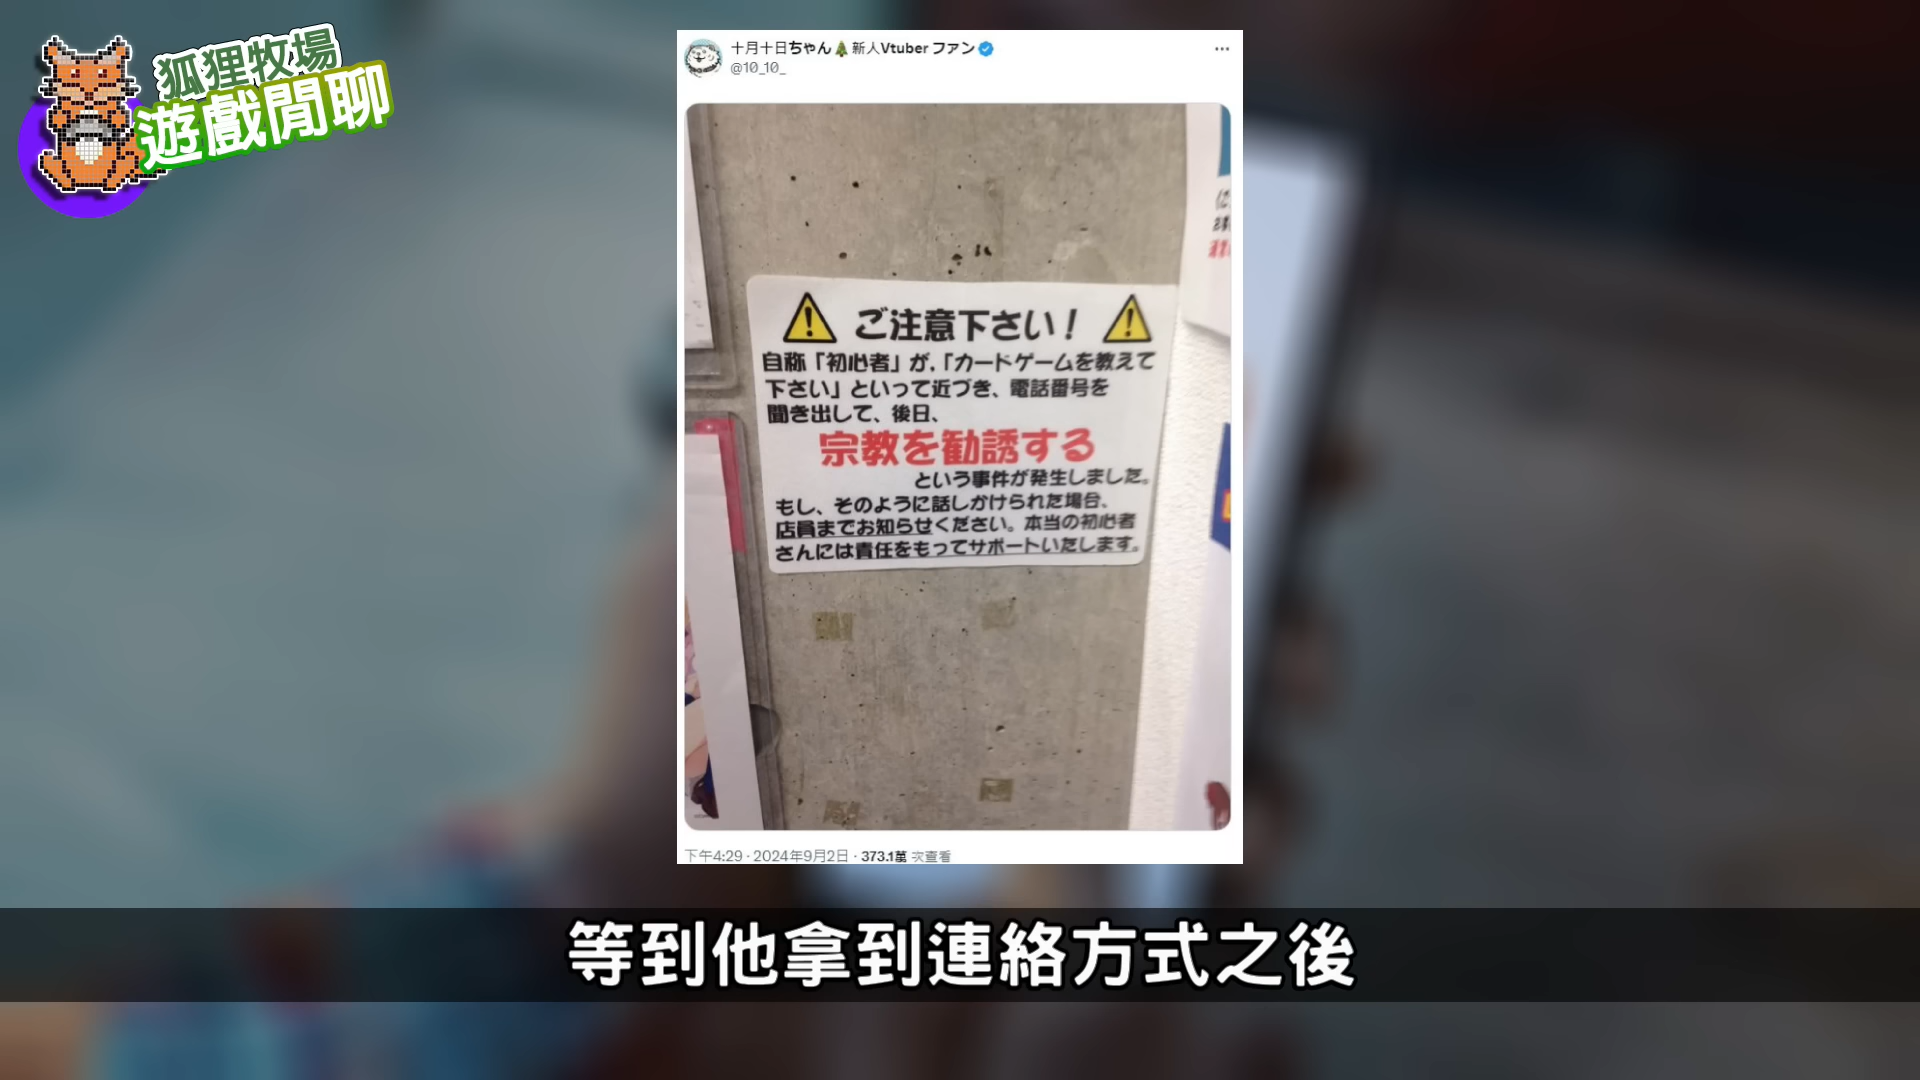 狐狸牧場
遊戲閒聊
十月十日ちゃん🎄新人Vtuber ファン
@10_10_
ご注意下さい！
自称「初心者」が、「カードゲームを教えて
下さい」といって近づき、電話番号を
聞き出して、後日、
宗教を勧誘する
という事件が発生しました。
もし、そのように話しかけられた場合、
店員までお知らせください。本当の初心者
さんには責任をもってサポートいたします。
下午4:29 · 2024年9月2日 · 373.1萬 次查看
等到他拿到連絡方式之後